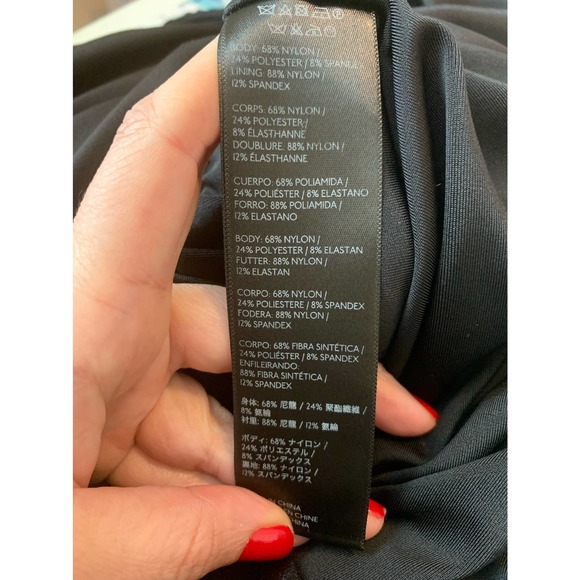 BODY: 68% NYLON /
24% POLYESTER / 8% SPANDEX
LINING: 88% NYLON /
12% SPANDEX
CORPS: 68% NYLON /
24% POLYESTER /
8% ÉLASTHANNE
DOUBLURE: 88% NYLON /
12% ÉLASTHANNE
CUERPO: 68% POLIAMIDA /
24% POLIÉSTER / 8% ELASTANO
FORRO: 88% POLIAMIDA /
12% ELASTANO
BODY: 68% NYLON /
24% POLYESTER / 8% ELASTAN
FUTTER: 88% NYLON /
12% ELASTAN
CORPO: 68% NYLON /
24% POLIESTERE / 8% SPANDEX
FODERA: 88% NYLON /
12% SPANDEX
CORPO: 68% FIBRA SINTÉTICA /
24% POLIÉSTER / 8% SPANDEX
ENFILEIRANDO:
88% FIBRA SINTÉTICA /
12% SPANDEX
身体: 68% 尼龍 / 24% 聚酯纖維 /
8% 氨綸
衬里: 88% 尼龍 / 12% 氨綸
ボディ: 68% ナイロン /
24% ポリエステル /
8% スパンデックス
裏地: 88% ナイロン /
12% スパンデックス
CHINA
EN CHINE
CHINA